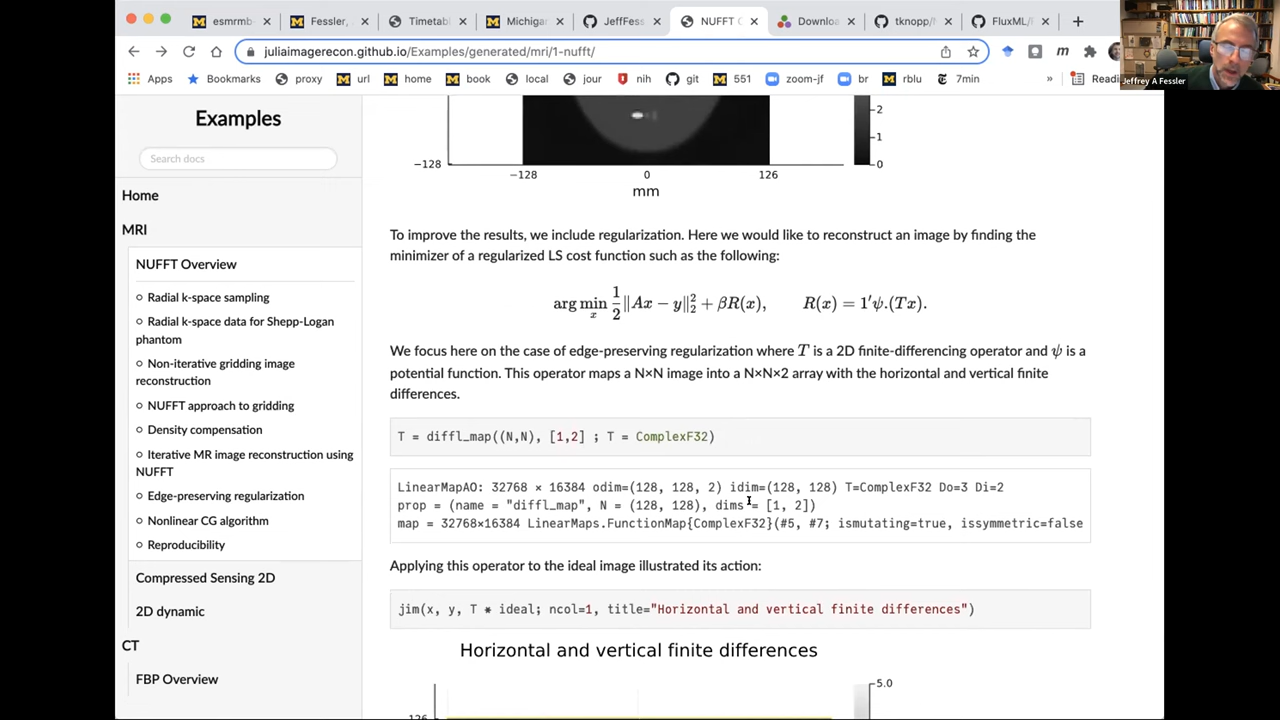 esmrmb-
Fessler,
Timetabl
Michigan
JeffFess
NUFFT O
Downloa
tknopp/
FluxML/
juliaimagerecon.github.io/Examples/generated/mri/1-nufft/
Apps
Bookmarks
proxy
url
home
book
local
jour
nih
git
551
zoom-jf
br
rblu
7min
»
Readi
Jeffrey A Fessler
Examples
Search docs
Home
MRI
NUFFT Overview
Radial k-space sampling
Radial k-space data for Shepp-Logan
phantom
Non-iterative gridding image
reconstruction
NUFFT approach to gridding
Density compensation
Iterative MR image reconstruction using
NUFFT
Edge-preserving regularization
Nonlinear CG algorithm
Reproducibility
Compressed Sensing 2D
2D dynamic
CT
FBP Overview
2
1
0
−128
−128
0
126
mm
To improve the results, we include regularization. Here we would like to reconstruct an image by finding the
minimizer of a regularized LS cost function such as the following:
arg min_x 1/2 ‖Ax − y‖₂² + βR(x), R(x) = 1′ψ.(Tx).
We focus here on the case of edge-preserving regularization where T is a 2D finite-differencing operator and ψ is a
potential function. This operator maps a N×N image into a N×N×2 array with the horizontal and vertical finite
differences.
T = diffl_map((N,N), [1,2] ; T = ComplexF32)
LinearMapAO: 32768 × 16384 odim=(128, 128, 2) idim=(128, 128) T=ComplexF32 Do=3 Di=2
prop = (name = "diffl_map", N = (128, 128), dims = [1, 2])
map = 32768×16384 LinearMaps.FunctionMap{ComplexF32}(#5, #7; ismutating=true, issymmetric=false
Applying this operator to the ideal image illustrated its action:
jim(x, y, T * ideal; ncol=1, title="Horizontal and vertical finite differences")
Horizontal and vertical finite differences
5.0
126